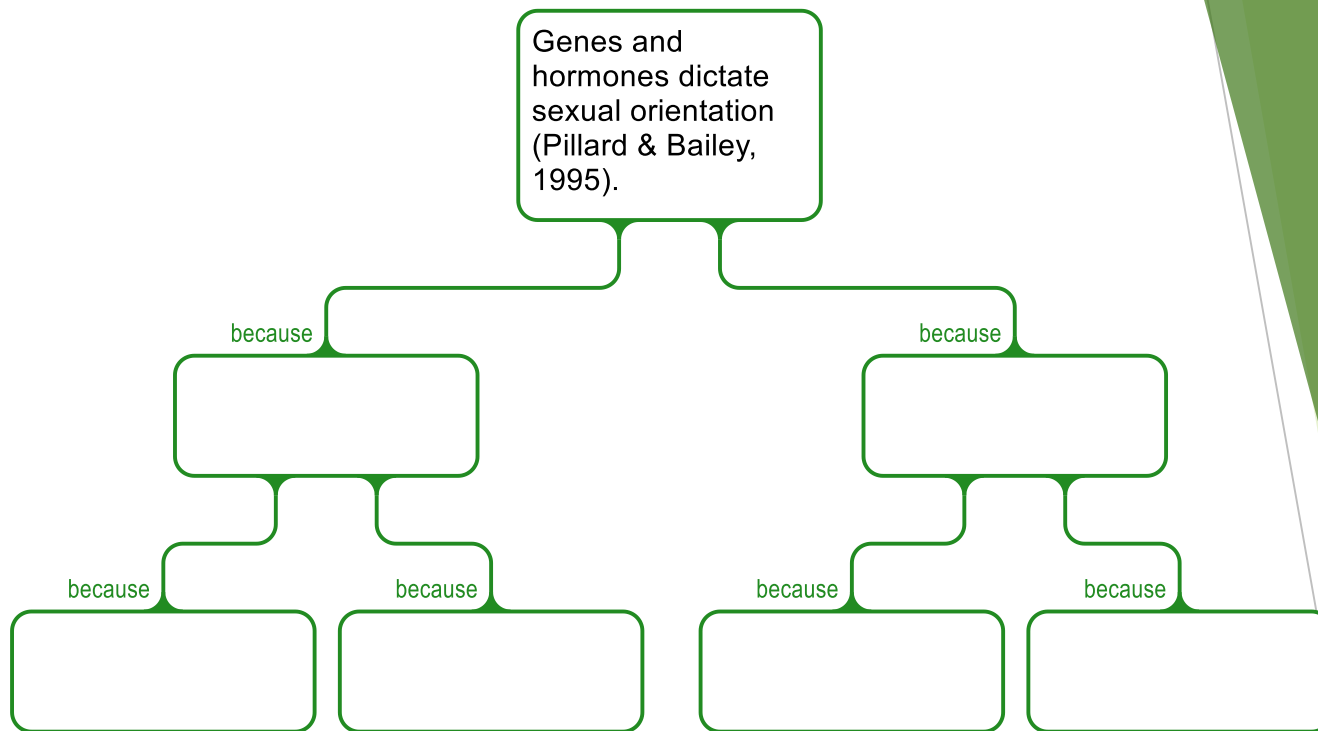 Genes and
hormones dictate
sexual orientation
(Pillard & Bailey,
1995).
because
because
because
because
because
because